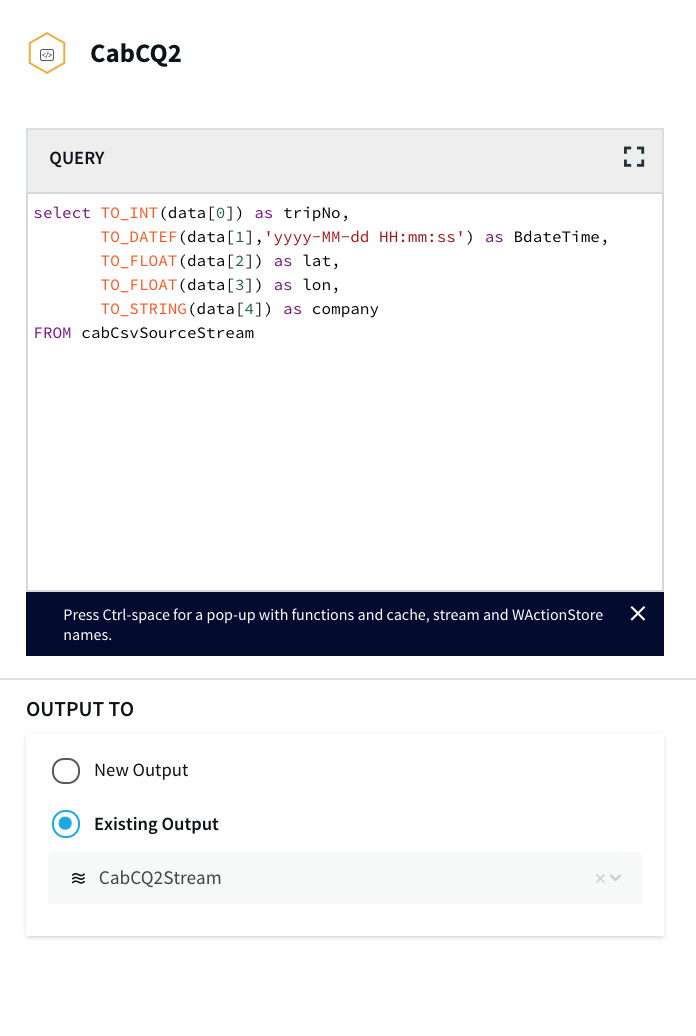 </>
CabCQ2
QUERY
select TO_INT(data[0]) as tripNo,
       TO_DATEF(data[1],'yyyy-MM-dd HH:mm:ss') as BdateTime,
       TO_FLOAT(data[2]) as lat,
       TO_FLOAT(data[3]) as lon,
       TO_STRING(data[4]) as company
FROM cabCsvSourceStream
Press Ctrl-space for a pop-up with functions and cache, stream and WActionStore
names.
OUTPUT TO
New Output
Existing Output
CabCQ2Stream